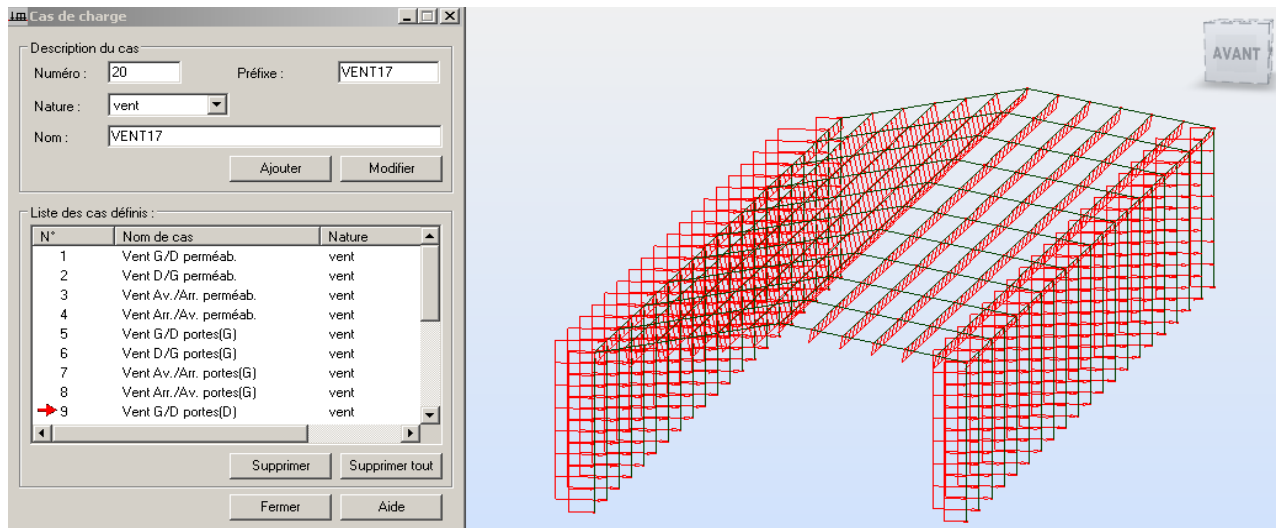 Cas de charge
Description du cas
Numéro : 20 Préfixe : VENT17
Nature : vent
Nom : VENT17
Ajouter Modifier
Liste des cas définis :
N° Nom de cas Nature
1 Vent G/D perméab. vent
2 Vent D/G perméab. vent
3 Vent Av./Arr. perméab. vent
4 Vent Arr./Av. perméab. vent
5 Vent G/D portes(G) vent
6 Vent D/G portes(G) vent
7 Vent Av./Arr. portes(G) vent
8 Vent Arr./Av. portes(G) vent
9 Vent G/D portes(D) vent
Supprimer Supprimer tout
Fermer Aide
AVANT